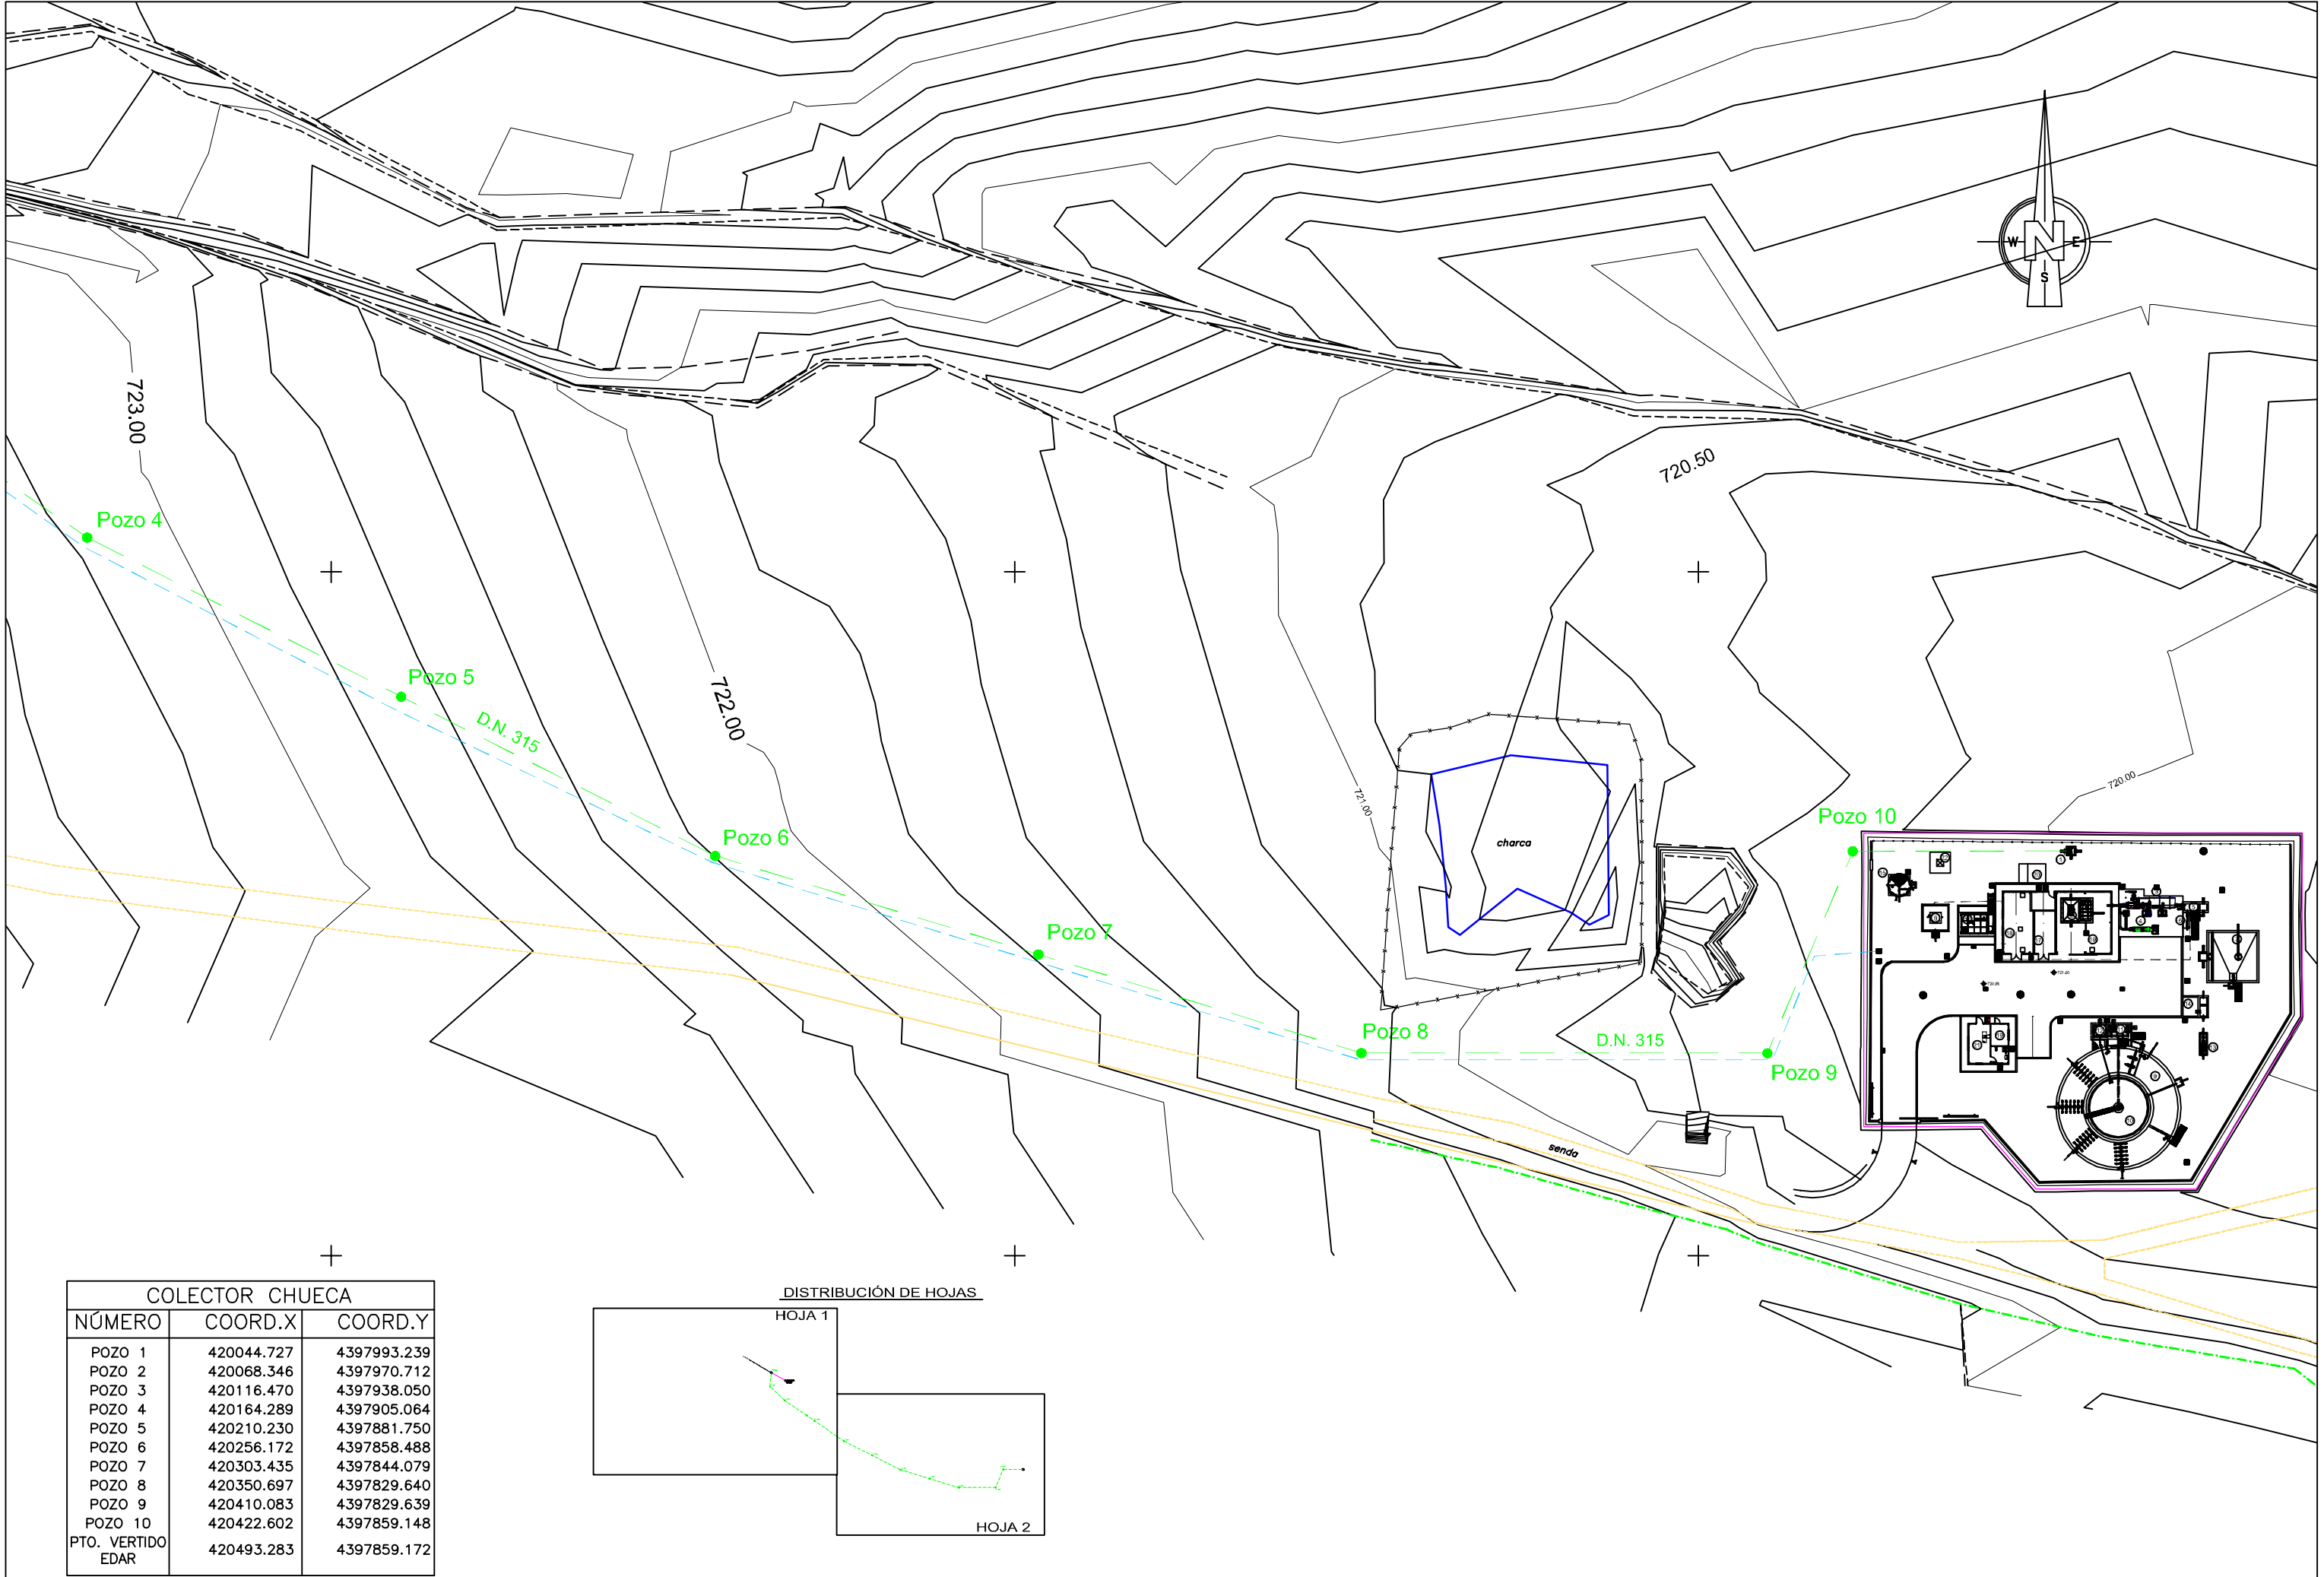 N
W
E
S
723.00
720.50
Pozo 4
Pozo 5
D.N. 315
722.00
720.00
721.00
Pozo 10
Pozo 6
charca
Pozo 7
Pozo 8
D.N. 315
Pozo 9
senda
COLECTOR CHUECA
NÚMERO COORD.X COORD.Y
POZO 1 420044.727 4397993.239
POZO 2 420068.346 4397970.712
POZO 3 420116.470 4397938.050
POZO 4 420164.289 4397905.064
POZO 5 420210.230 4397881.750
POZO 6 420256.172 4397858.488
POZO 7 420303.435 4397844.079
POZO 8 420350.697 4397829.640
POZO 9 420410.083 4397829.639
POZO 10 420422.602 4397859.148
PTO. VERTIDO
EDAR 420493.283 4397859.172
DISTRIBUCIÓN DE HOJAS
HOJA 1
HOJA 2